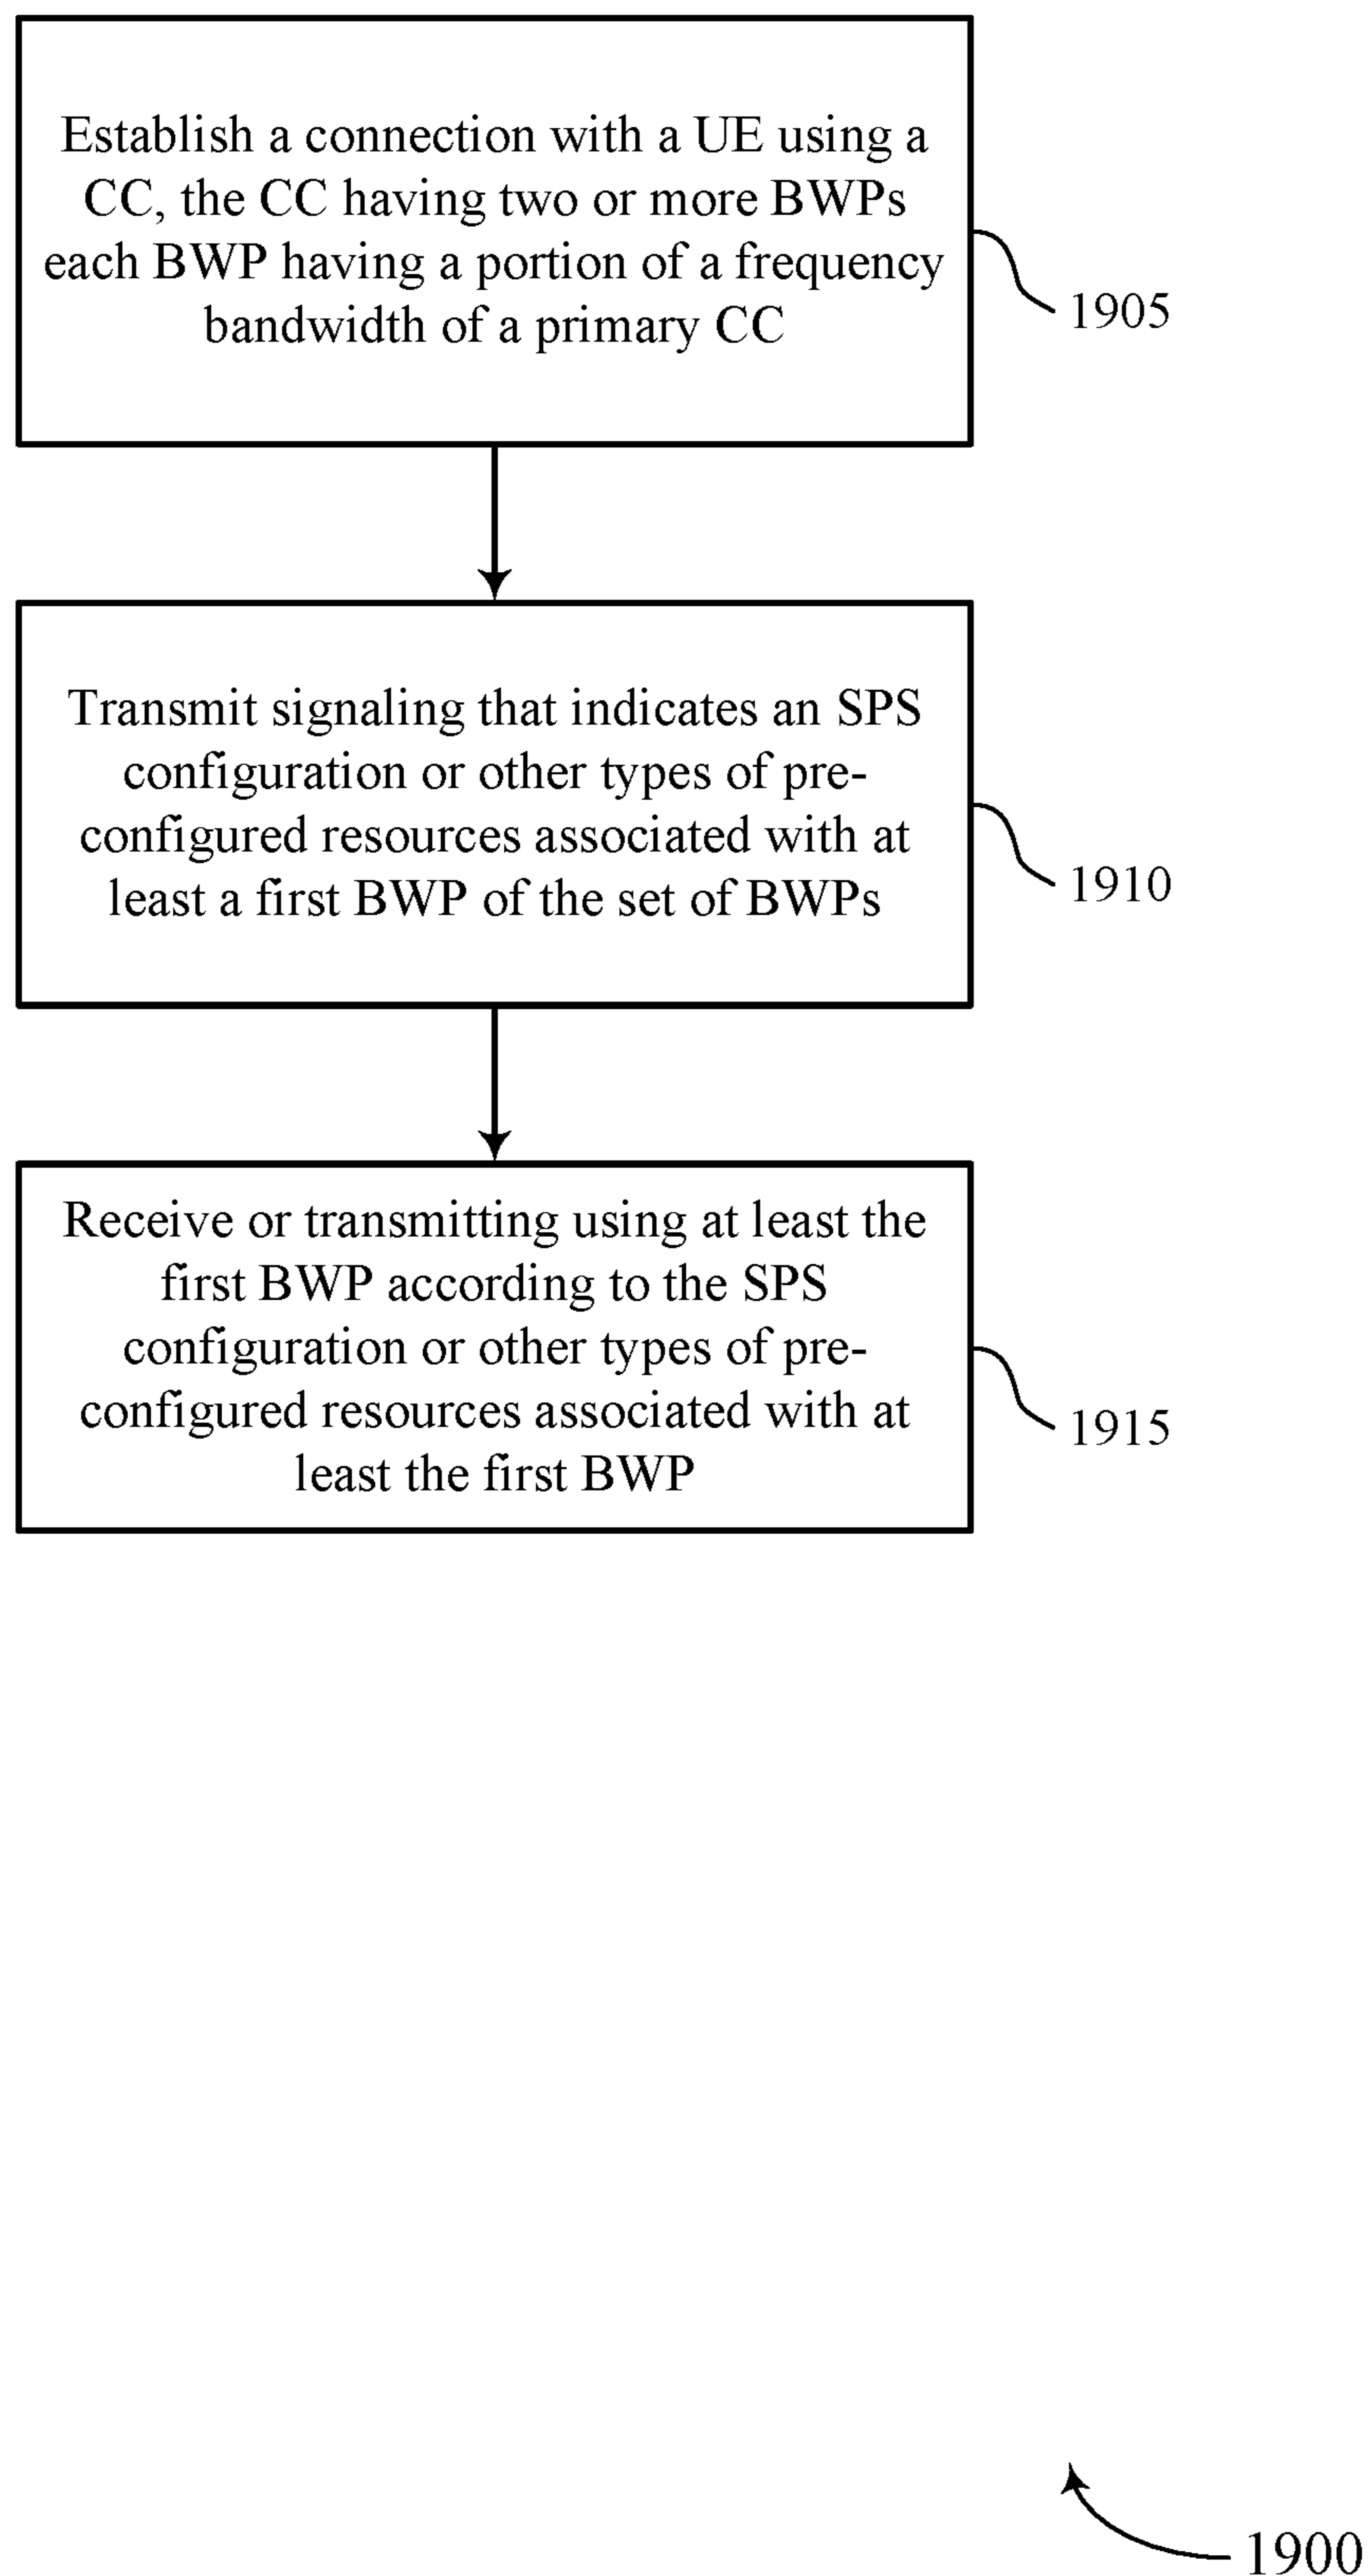 Establish a connection with a UE using a
CC, the CC having two or more BWPs
each BWP having a portion of a frequency
bandwidth of a primary CC
1905
Transmit signaling that indicates an SPS
configuration or other types of pre-
configured resources associated with at
least a first BWP of the set of BWPs
1910
Receive or transmitting using at least the
first BWP according to the SPS
configuration or other types of pre-
configured resources associated with at
least the first BWP
1915
1900